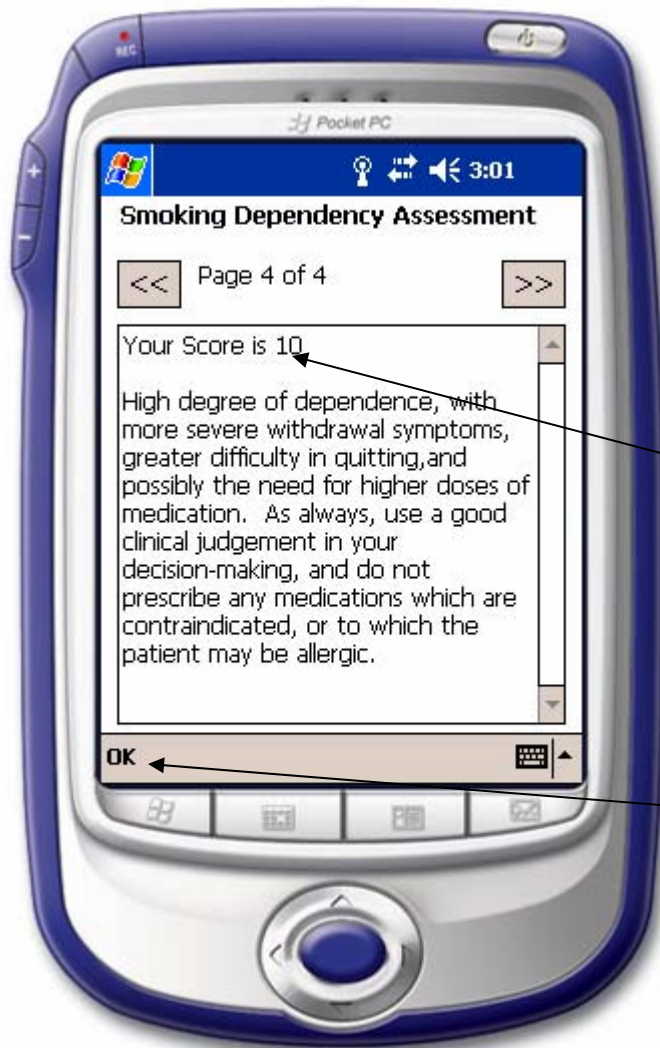 REC
Pocket PC
3:01
Smoking Dependency Assessment
<< Page 4 of 4 >>
Your Score is 10
High degree of dependence, with
more severe withdrawal symptoms,
greater difficulty in quitting,and
possibly the need for higher doses of
medication. As always, use a good
clinical judgement in your
decision-making, and do not
prescribe any medications which are
contraindicated, or to which the
patient may be allergic.
OK